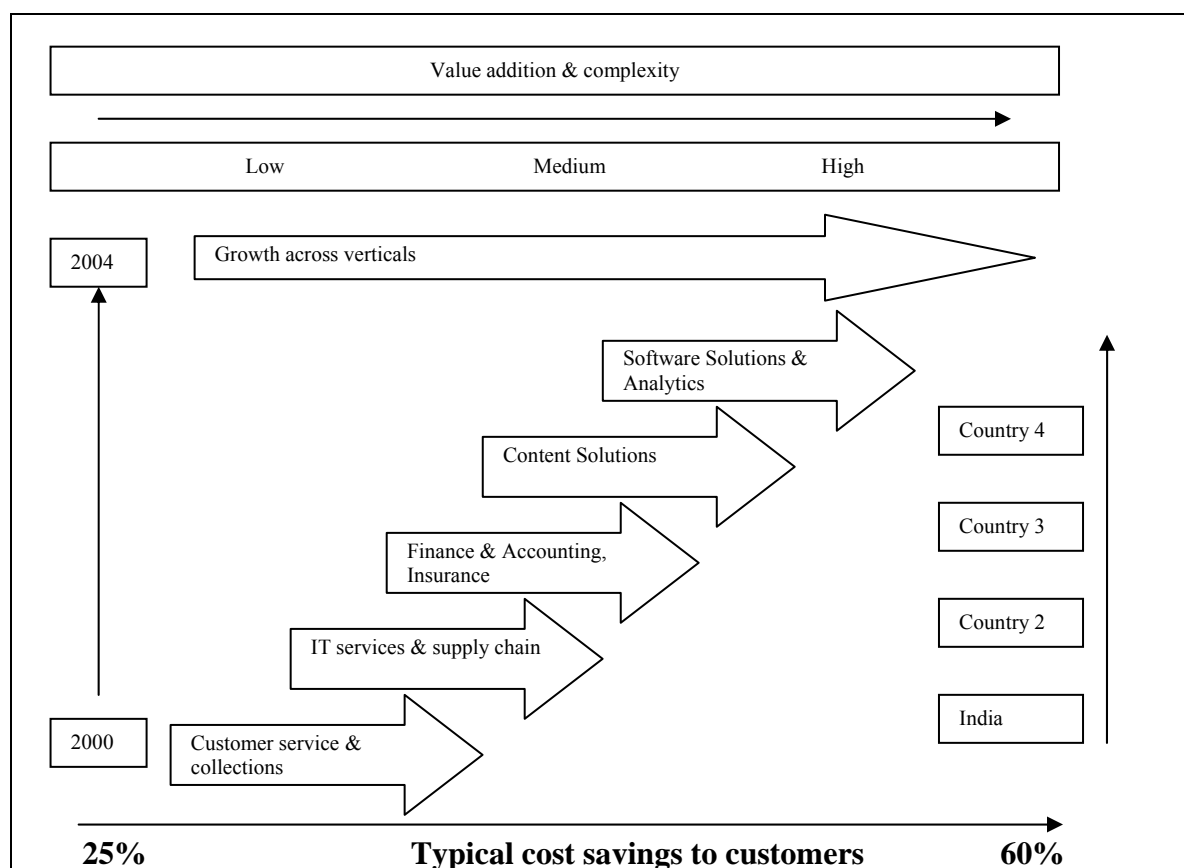 Value addition & complexity
Low Medium High
2004
Growth across verticals
Software Solutions &
Analytics
Country 4
Content Solutions
Country 3
Finance & Accounting,
Insurance
Country 2
IT services & supply chain
India
2000
Customer service &
collections
25% Typical cost savings to customers 60%